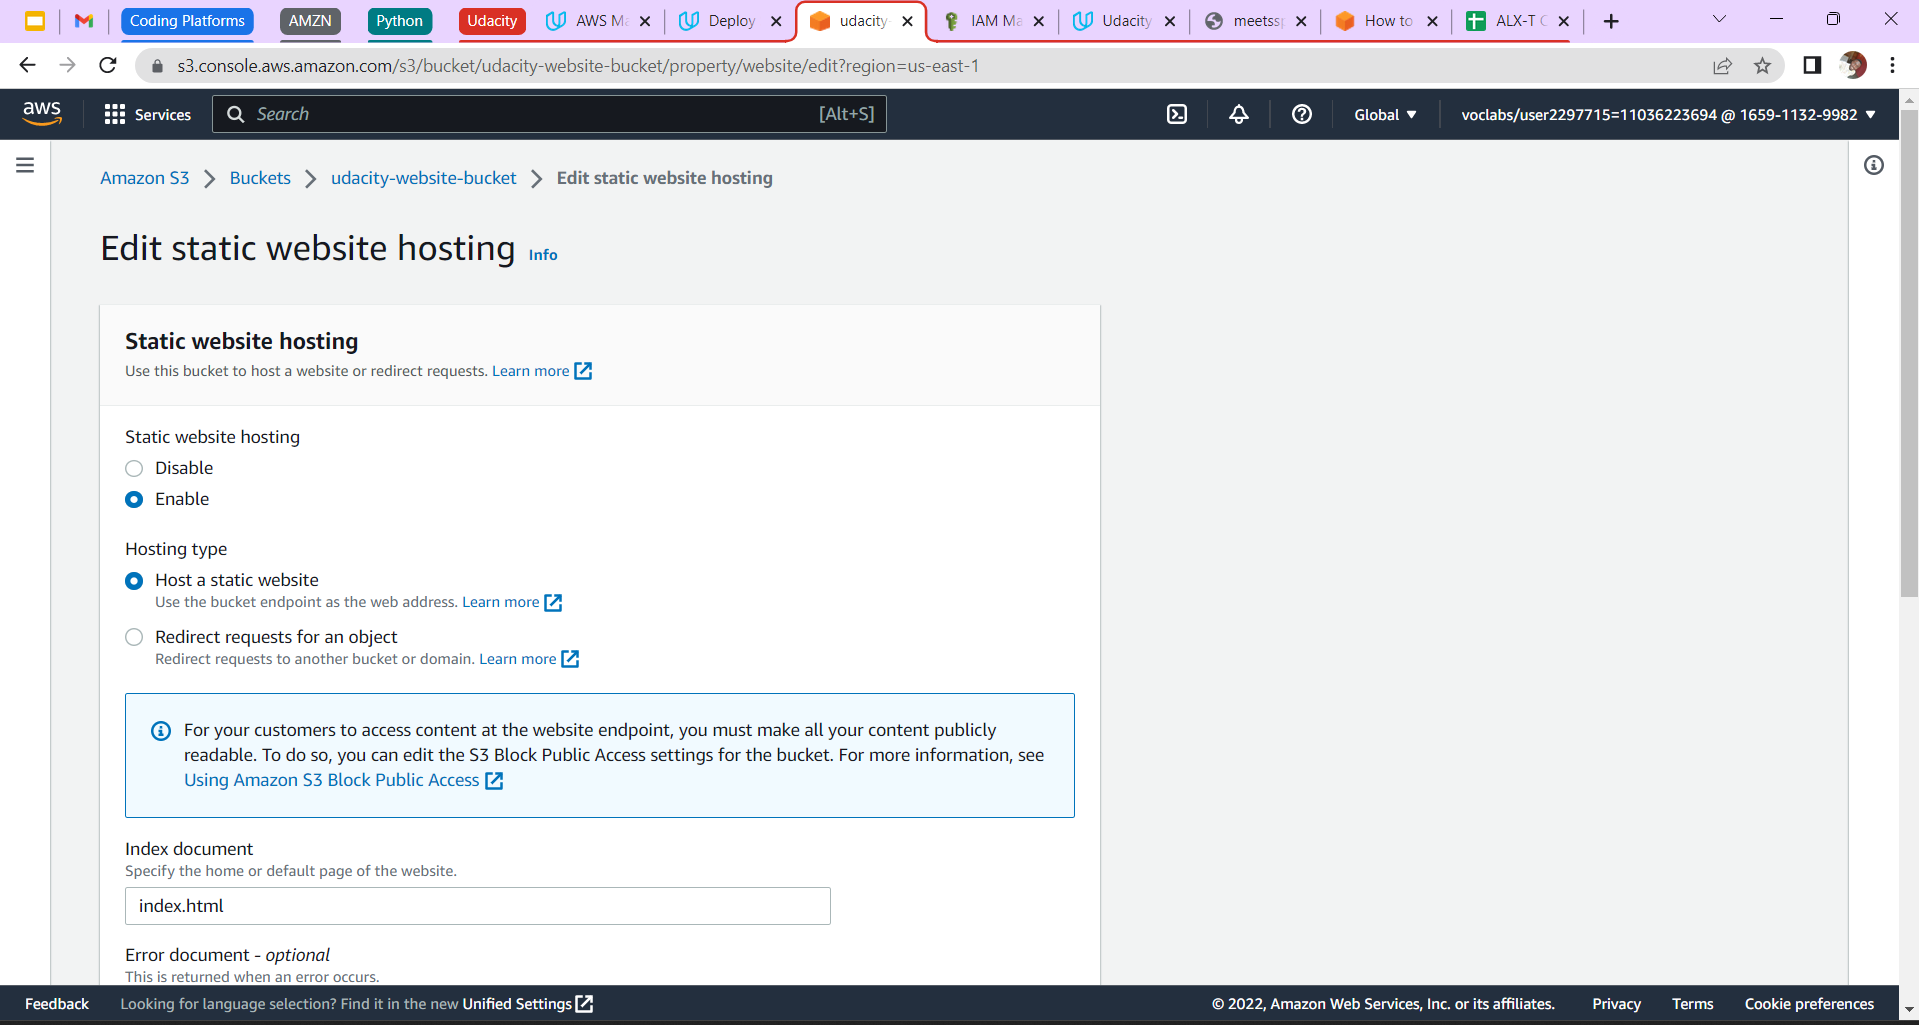 Coding Platforms AMZN Python Udacity AWS M Deploy udacity- IAM Ma Udacity meetss How to ALX-T C
s3.console.aws.amazon.com/s3/bucket/udacity-website-bucket/property/website/edit?region=us-east-1
aws Services Search [Alt+S] Global voclabs/user2297715=11036223694 @ 1659-1132-9982
Amazon S3 Buckets udacity-website-bucket Edit static website hosting
Edit static website hosting Info
Static website hosting
Use this bucket to host a website or redirect requests. Learn more
Static website hosting
Disable
Enable
Hosting type
Host a static website
Use the bucket endpoint as the web address. Learn more
Redirect requests for an object
Redirect requests to another bucket or domain. Learn more
For your customers to access content at the website endpoint, you must make all your content publicly
readable. To do so, you can edit the S3 Block Public Access settings for the bucket. For more information, see
Using Amazon S3 Block Public Access
Index document
Specify the home or default page of the website.
index.html
Error document - optional
This is returned when an error occurs.
Feedback Looking for language selection? Find it in the new Unified Settings © 2022, Amazon Web Services, Inc. or its affiliates. Privacy Terms Cookie preferences